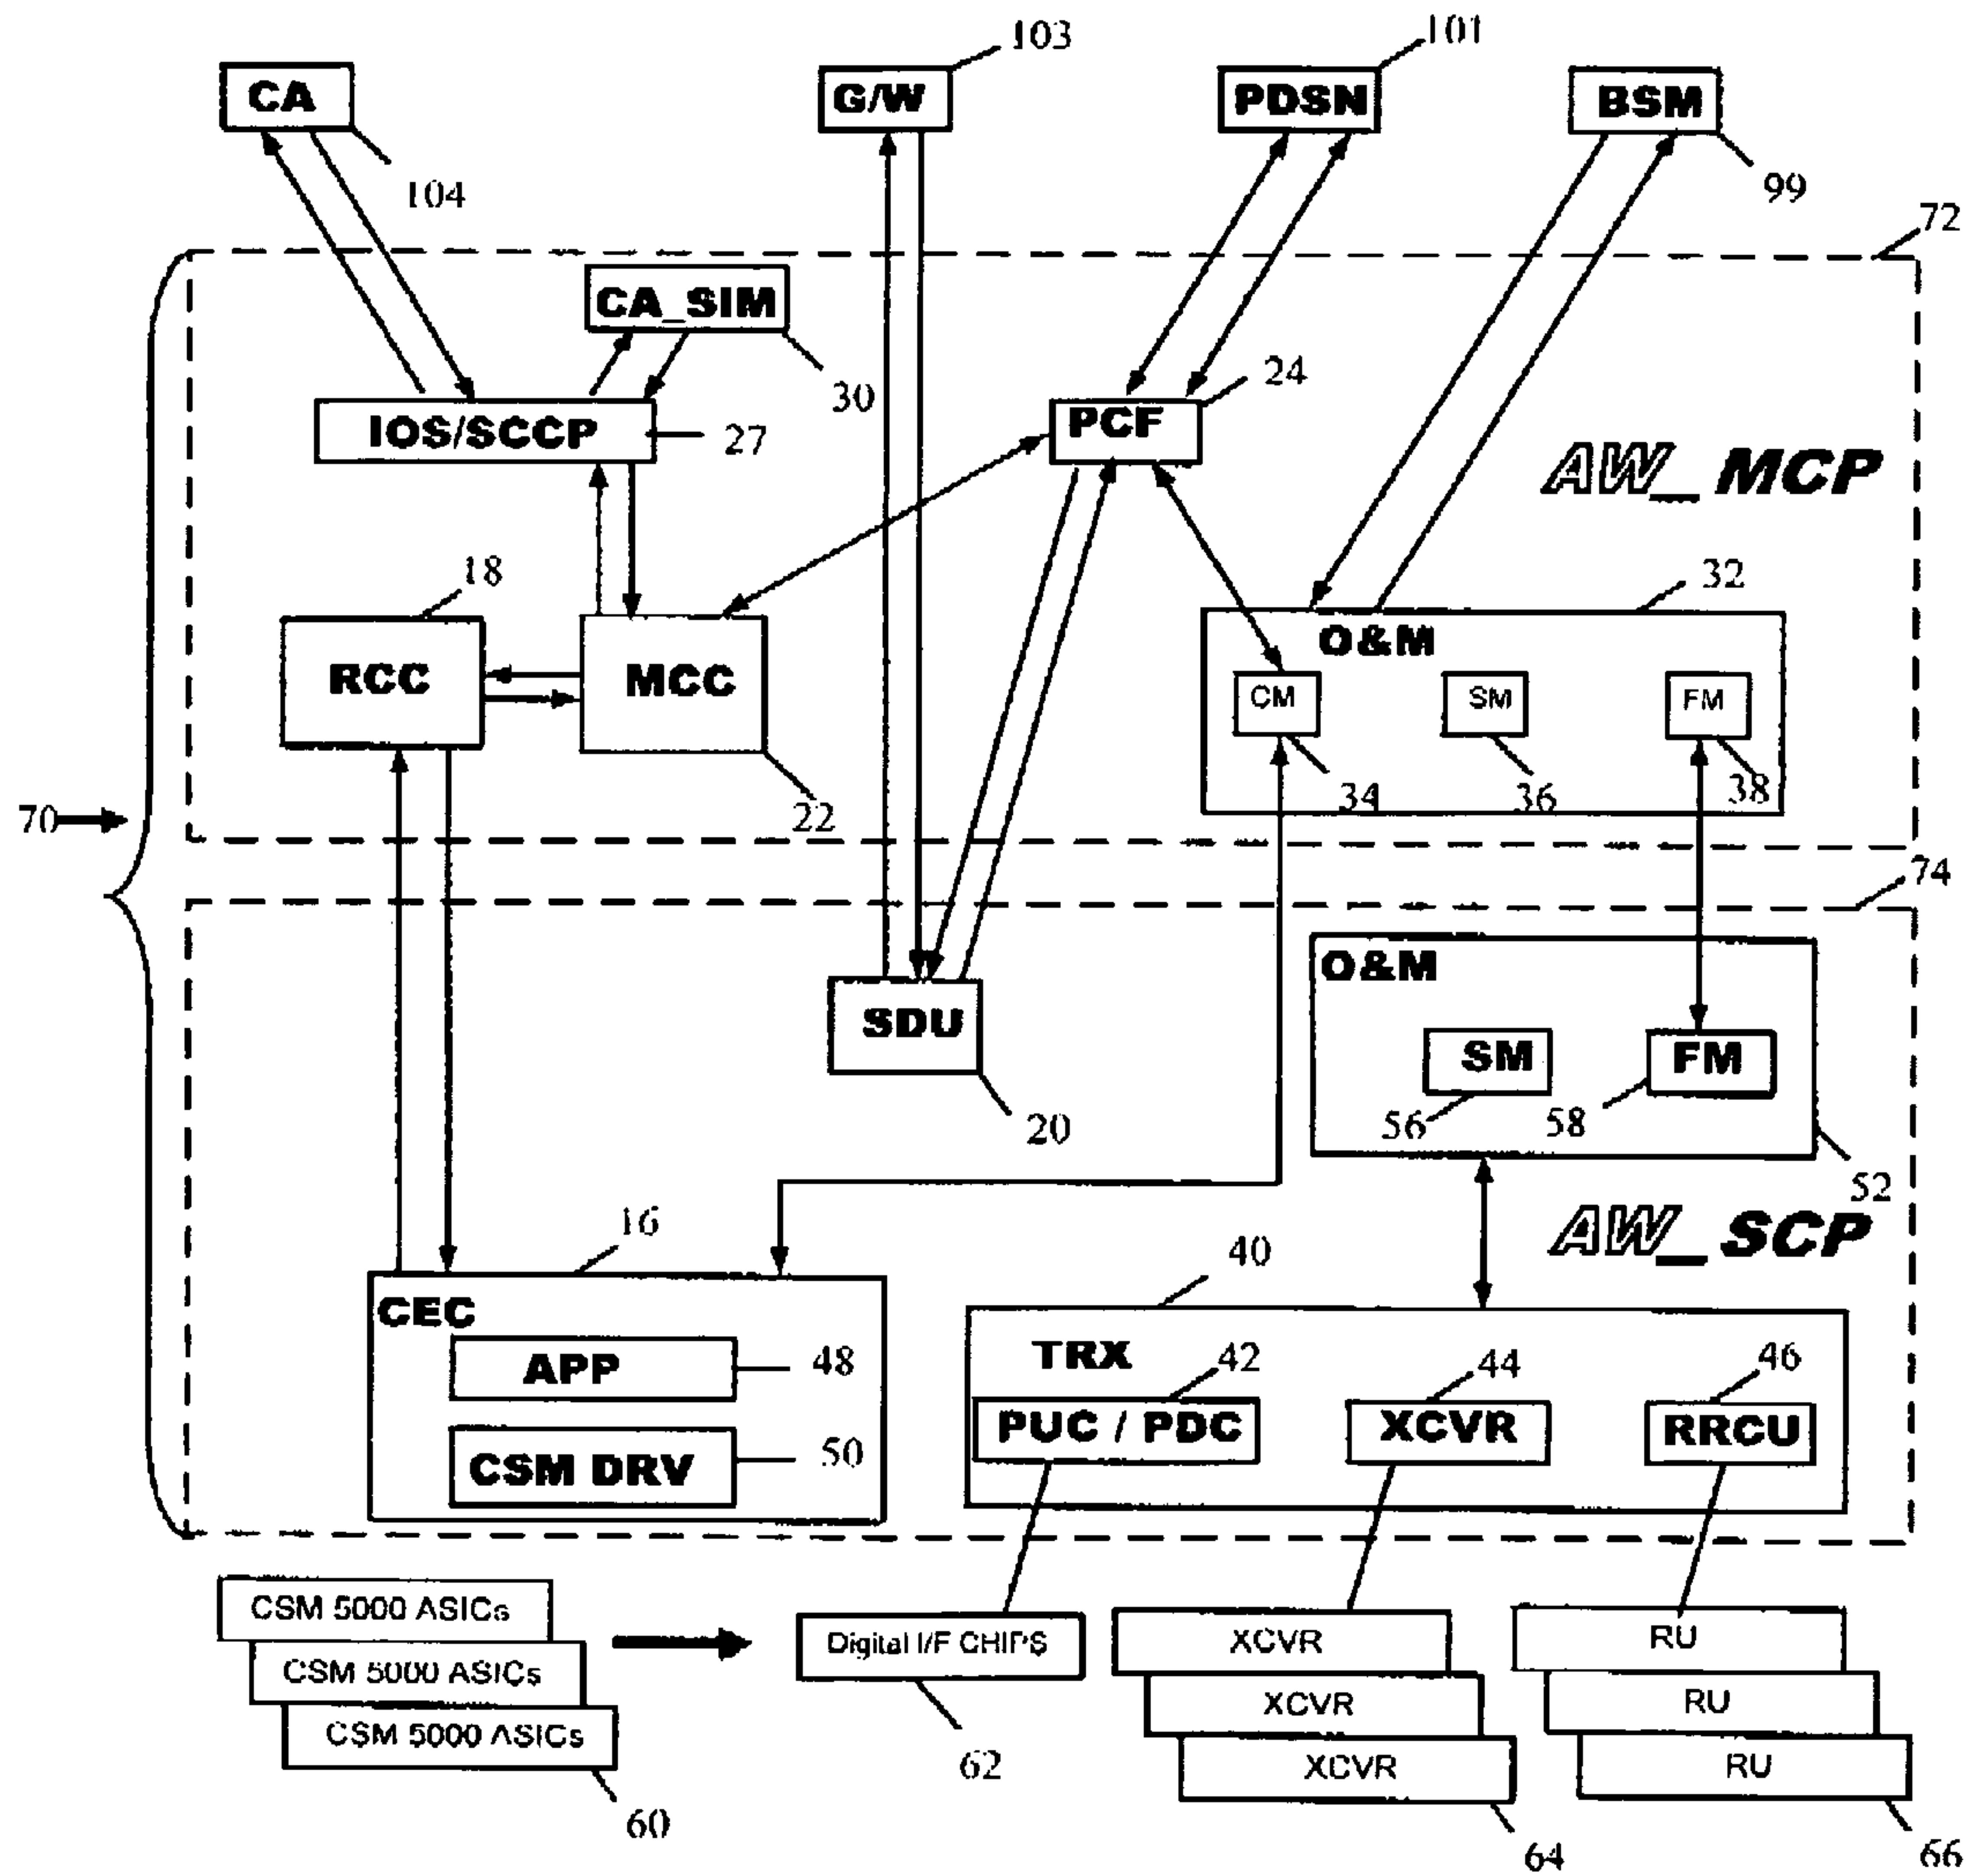 103
101
CA
G/W
PDSN
BSM
104
99
72
CA_SIM
30
24
IOS/SCCP
27
PCF
AW_MCP
18
32
RCC
MCC
O&M
CM
SM
FM
34
36
38
22
70
74
O&M
SDU
SM
FM
56
58
20
52
16
AW_SCP
40
CEC
TRX
42
44
46
APP
48
PUC / PDC
XCVR
RRCU
CSM DRV
50
CSM 5000 ASICs
CSM 5000 ASICs
CSM 5000 ASICs
Digital I/F CHIPS
XCVR
XCVR
XCVR
RU
RU
RU
62
60
64
66